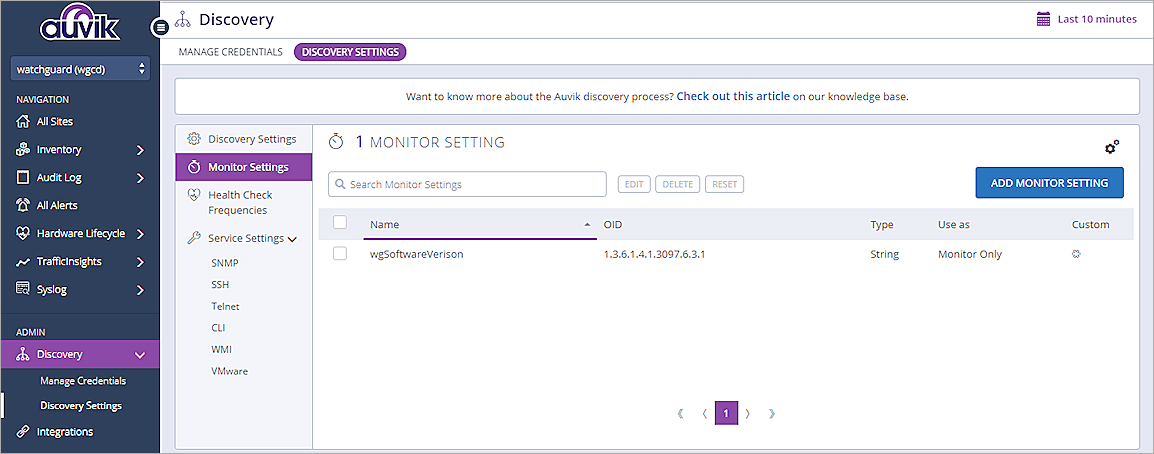 auvik
watchguard (wgcd)
NAVIGATION
All Sites
Inventory
Audit Log
All Alerts
Hardware Lifecycle
TrafficInsights
Syslog
ADMIN
Discovery
Manage Credentials
Discovery Settings
Integrations
Discovery
Last 10 minutes
MANAGE CREDENTIALS DISCOVERY SETTINGS
Want to know more about the Auvik discovery process? Check out this article on our knowledge base.
Discovery Settings
Monitor Settings
Health Check
Frequencies
Service Settings
SNMP
SSH
Telnet
CLI
WMI
VMware
1 MONITOR SETTING
Search Monitor Settings EDIT DELETE RESET ADD MONITOR SETTING
Name OID Type Use as Custom
wgSoftwareVerison 1.3.6.1.4.1.3097.6.3.1 String Monitor Only
1